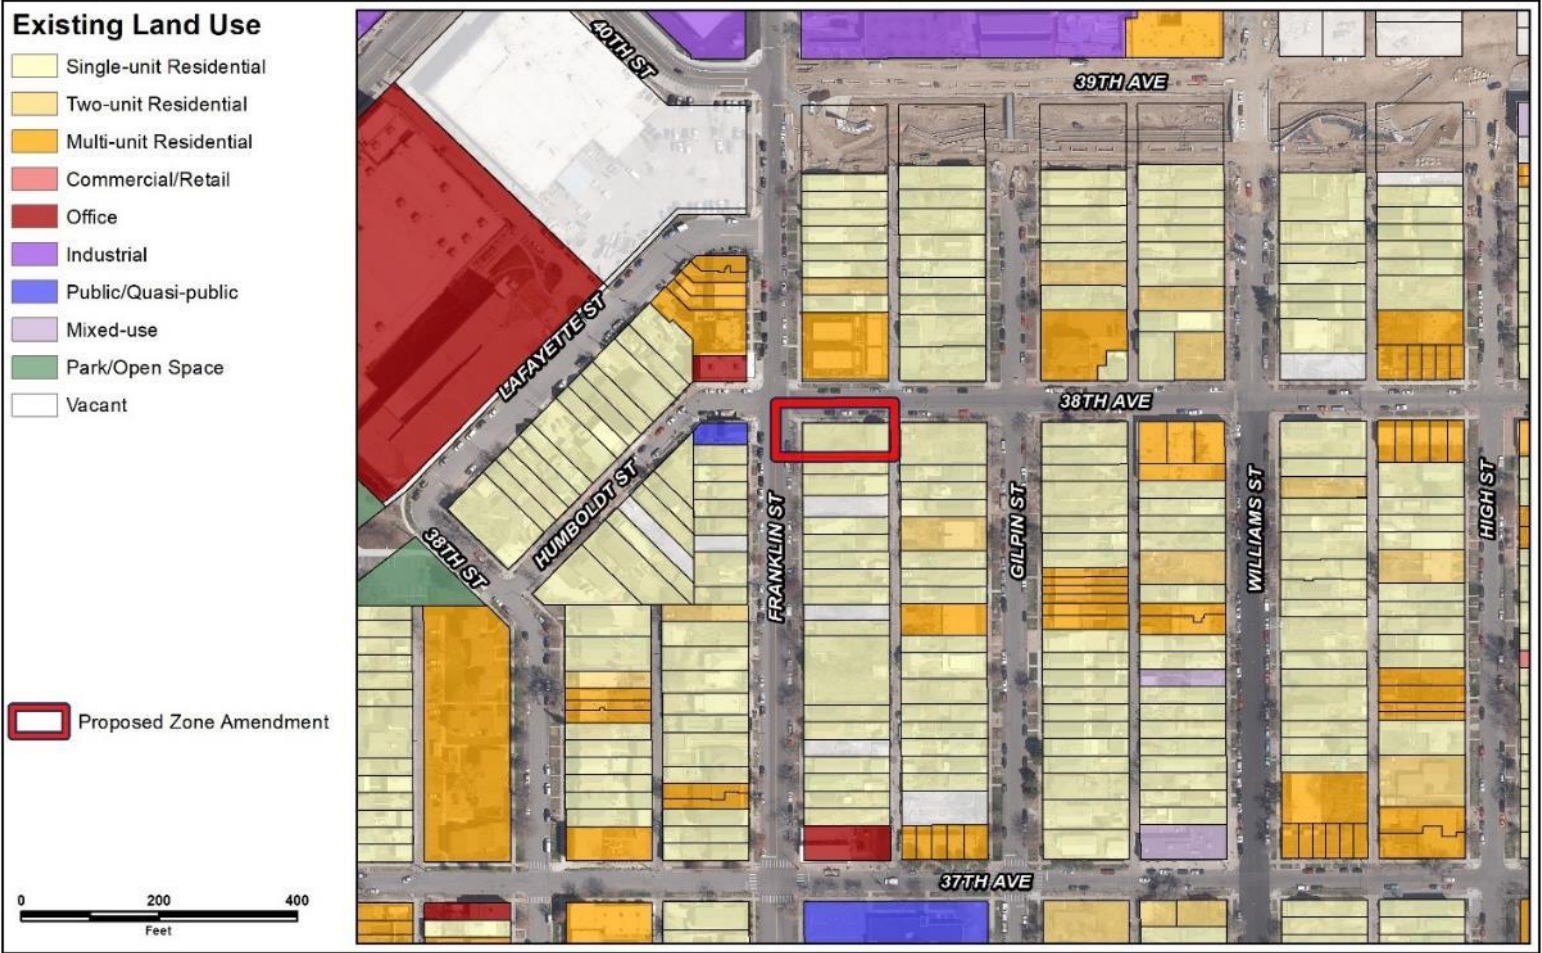 Existing Land Use
Single-unit Residential
Two-unit Residential
Multi-unit Residential
Commercial/Retail
Office
Industrial
Public/Quasi-public
Mixed-use
Park/Open Space
Vacant
Proposed Zone Amendment
0 200 400
Feet
40TH ST
39TH AVE
LAFAYETTE ST
38TH AVE
HUMBOLDT ST
38TH ST
FRANKLIN ST
GILPIN ST
WILLIAMS ST
HIGH ST
37TH AVE